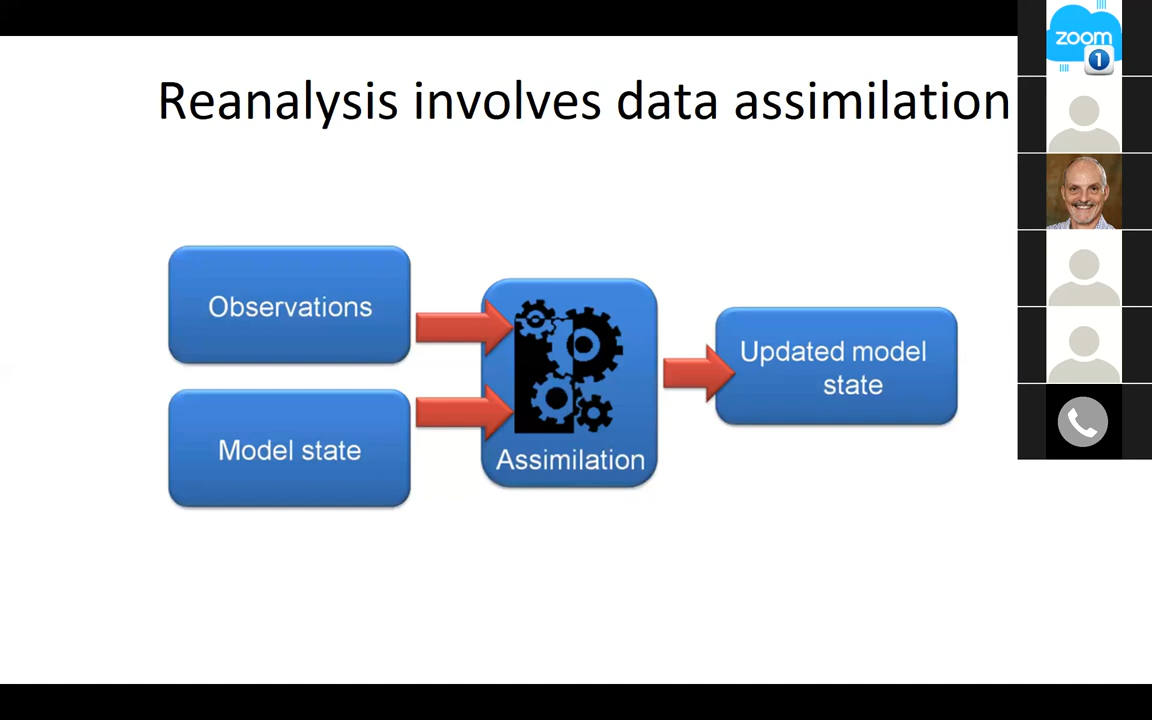 Reanalysis involves data assimilation
zoom
1
Observations
Model state
Assimilation
Updated model
state